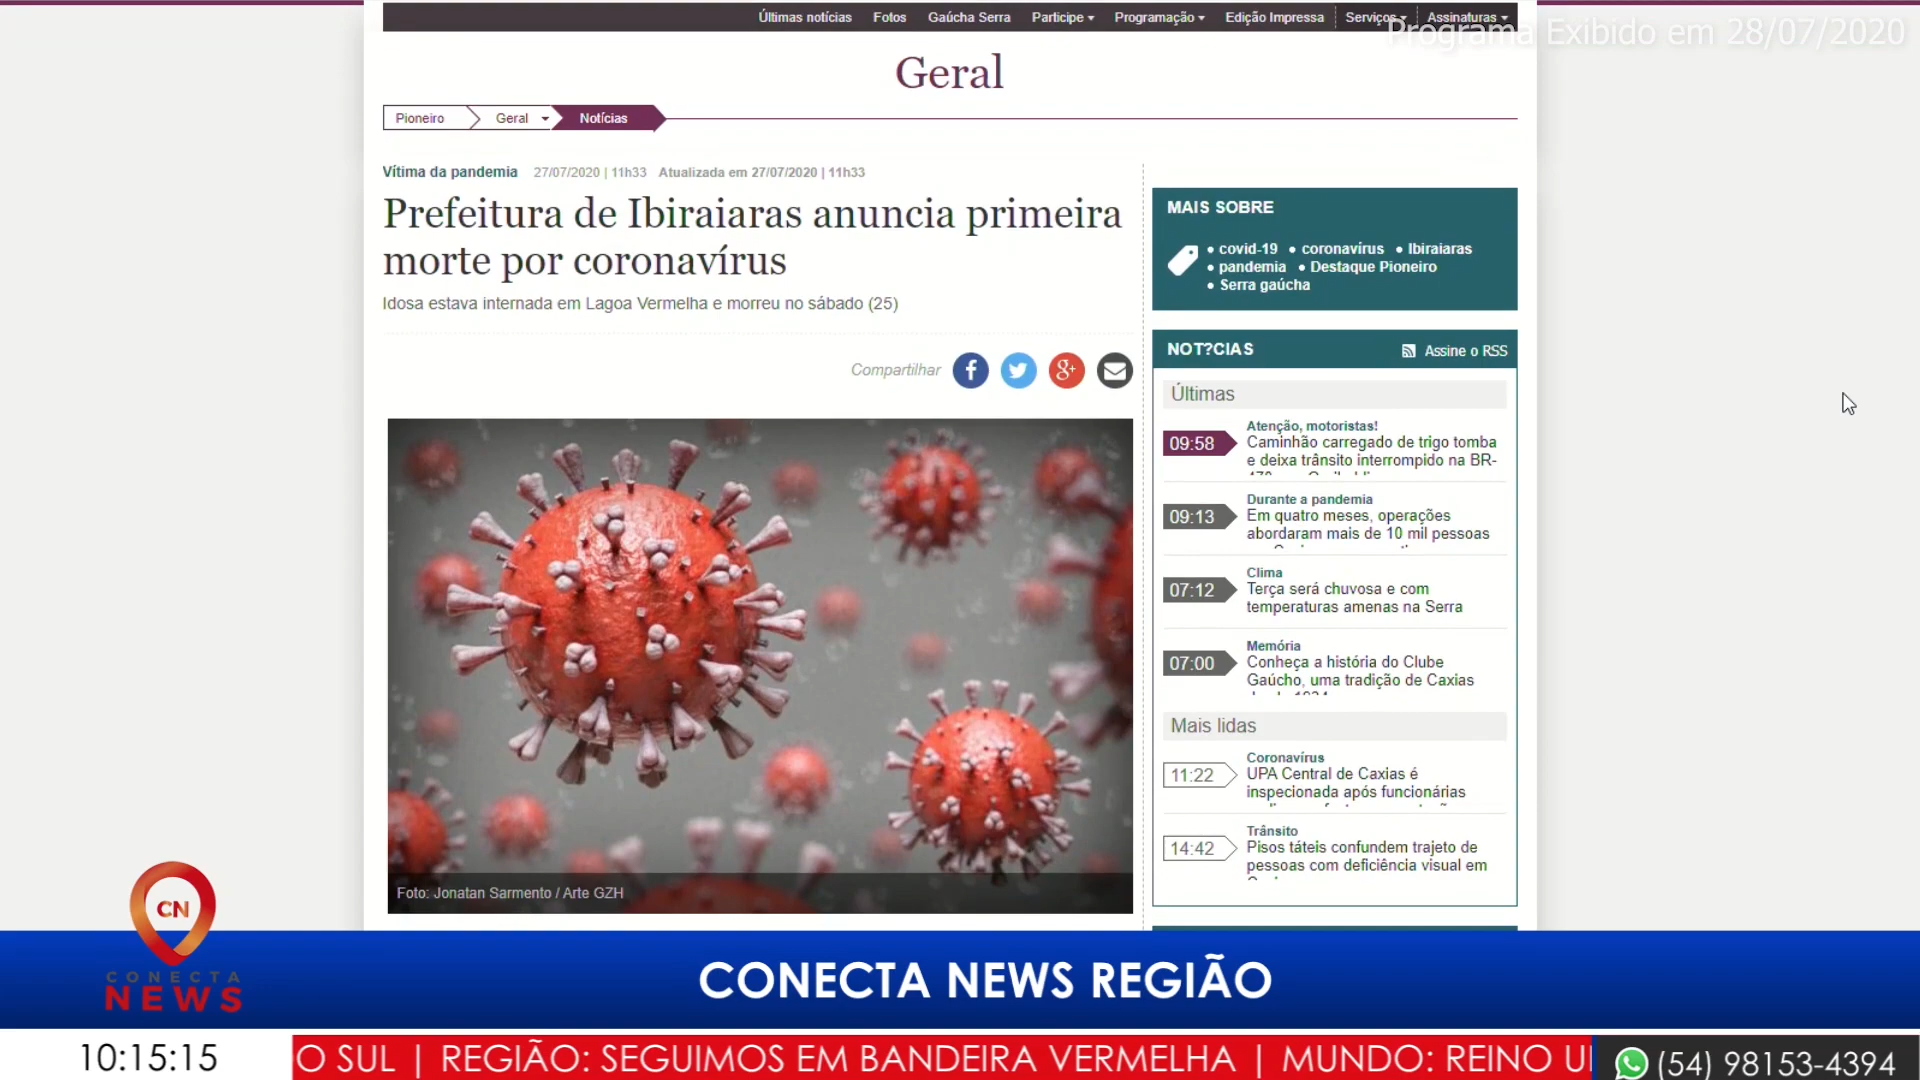 Últimas notícias Fotos Gaúcha Serra Participe Programação Edição Impressa Serviços Assinaturas
Programa Exibido em 28/07/2020
Geral
Pioneiro Geral Notícias
Vítima da pandemia 27/07/2020 | 11h33 Atualizada em 27/07/2020 | 11h33
Prefeitura de Ibiraiaras anuncia primeira
morte por coronavírus
Idosa estava internada em Lagoa Vermelha e morreu no sábado (25)
Compartilhar
Foto: Jonatan Sarmento / Arte GZH
MAIS SOBRE
• covid-19 • coronavírus • Ibiraiaras
• pandemia • Destaque Pioneiro
• Serra gaúcha
NOT?CIAS Assine o RSS
Últimas
Atenção, motoristas!
09:58 Caminhão carregado de trigo tomba
e deixa trânsito interrompido na BR-
Durante a pandemia
09:13 Em quatro meses, operações
abordaram mais de 10 mil pessoas
Clima
07:12 Terça será chuvosa e com
temperaturas amenas na Serra
Memória
07:00 Conheça a história do Clube
Gaúcho, uma tradição de Caxias
Mais lidas
Coronavírus
11:22 UPA Central de Caxias é
inspecionada após funcionárias
Trânsito
14:42 Pisos táteis confundem trajeto de
pessoas com deficiência visual em
CN
CONECTA
NEWS
CONECTA NEWS REGIÃO
10:15:15 O SUL | REGIÃO: SEGUIMOS EM BANDEIRA VERMELHA | MUNDO: REINO U (54) 98153-4394